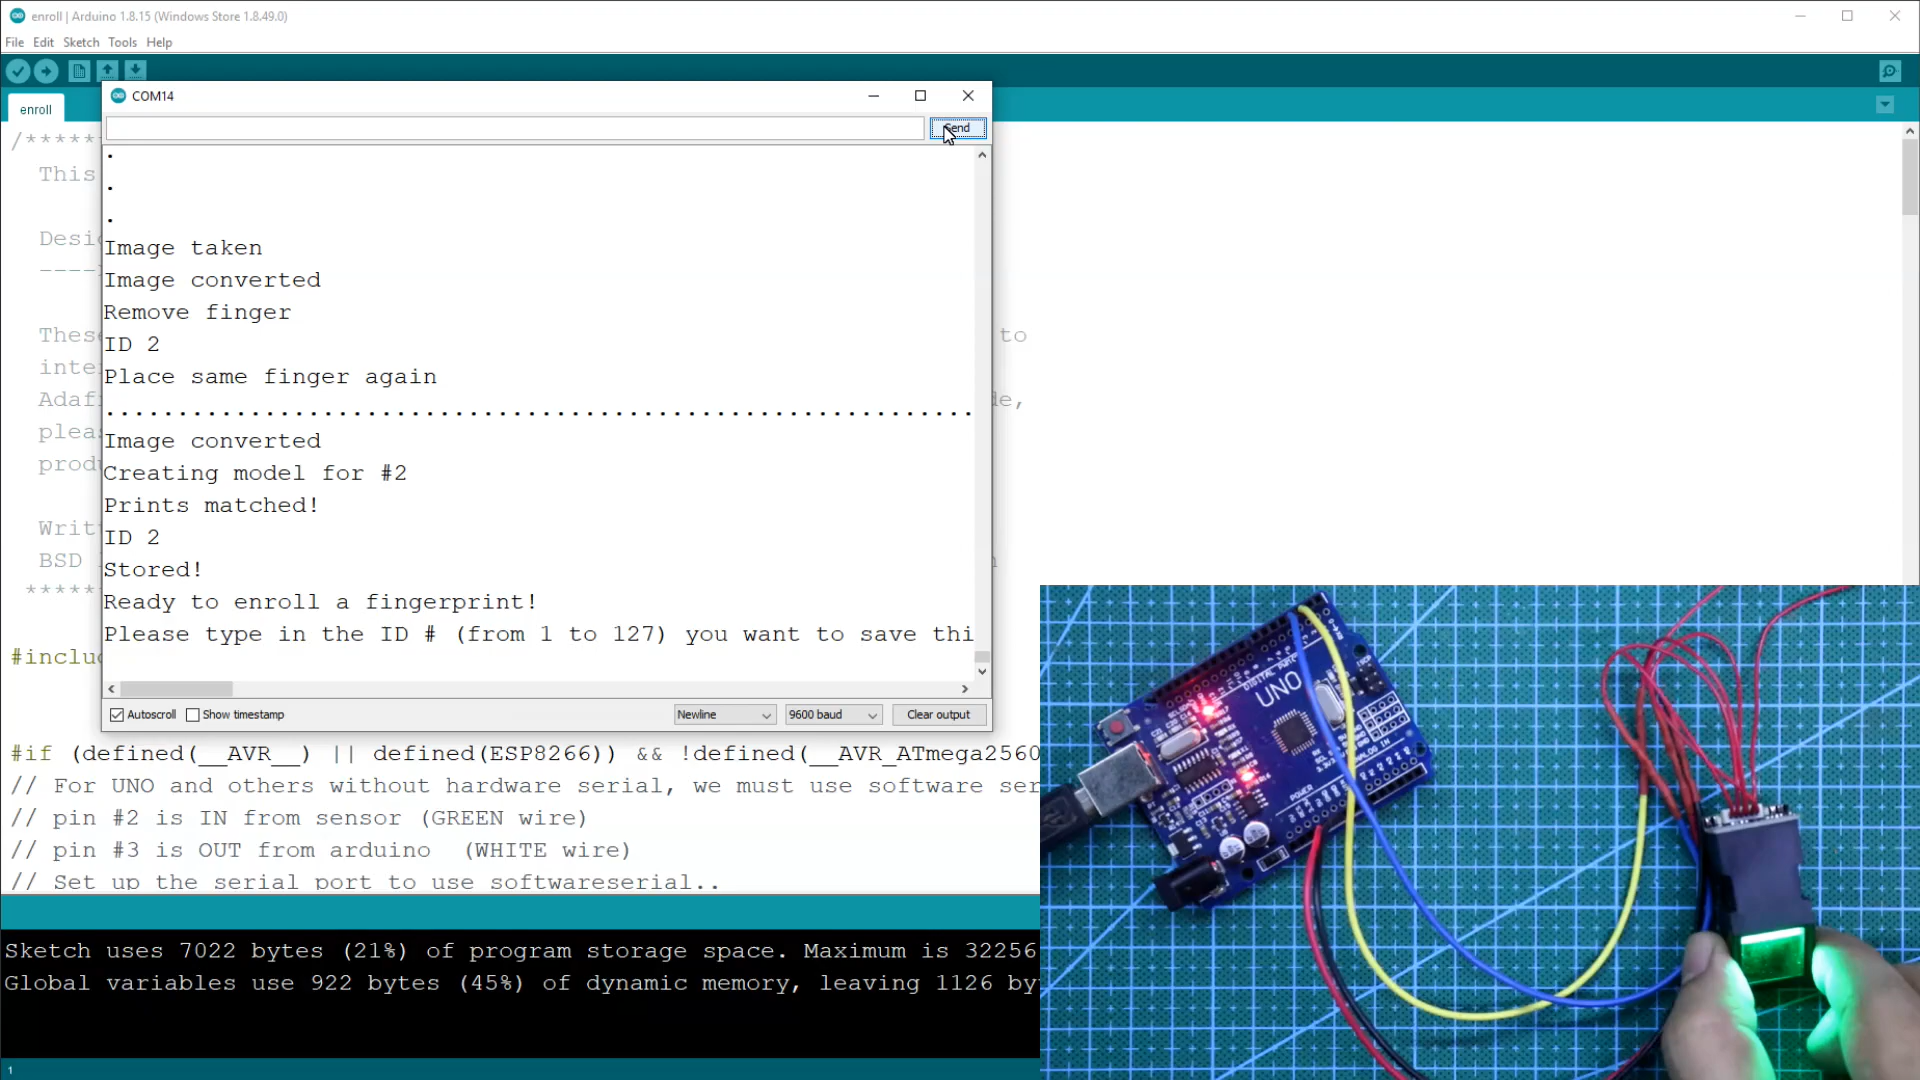 enroll | Arduino 1.8.15 (Windows Store 1.8.49.0)
File Edit Sketch Tools Help
enroll
COM14
Send
/*****
This
Desi
----
These
to
inte
Adaf
de,
plea
prod
Writ
BSD
*****
.
.
.
Image taken
Image converted
Remove finger
ID 2
Place same finger again
............................................................
Image converted
Creating model for #2
Prints matched!
ID 2
Stored!
Ready to enroll a fingerprint!
Please type in the ID # (from 1 to 127) you want to save thi
Autoscroll Show timestamp Newline 9600 baud Clear output
#inclu
#if (defined(__AVR__) || defined(ESP8266)) && !defined(__AVR_ATmega2560
// For UNO and others without hardware serial, we must use software ser
// pin #2 is IN from sensor (GREEN wire)
// pin #3 is OUT from arduino (WHITE wire)
// Set up the serial port to use softwareserial..
Sketch uses 7022 bytes (21%) of program storage space. Maximum is 32256
Global variables use 922 bytes (45%) of dynamic memory, leaving 1126 by
1
DIGITAL
UNO
POWER
ANALOG IN